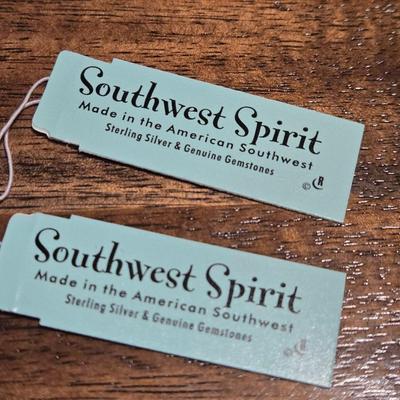 Southwest Spirit
Made in the American Southwest
Sterling Silver & Genuine Gemstones
© R
Southwest Spirit
Made in the American Southwest
Sterling Silver & Genuine Gemstones
© R